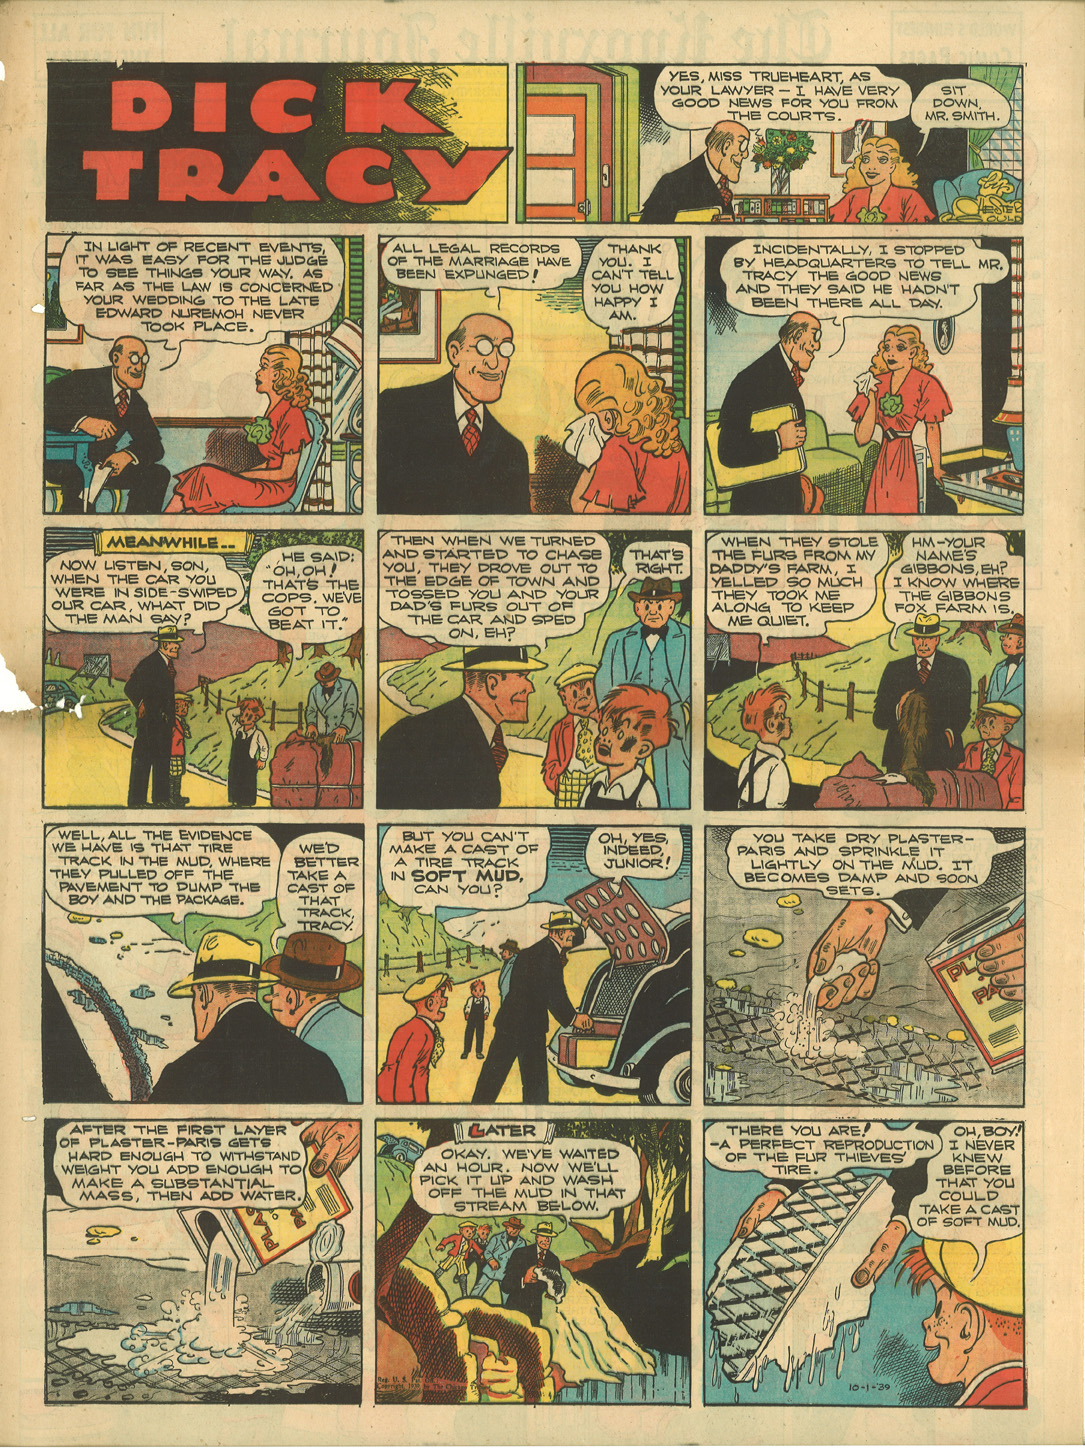 DICK
TRACY
YES, MISS TRUEHEART, AS
YOUR LAWYER — I HAVE VERY
GOOD NEWS FOR YOU FROM
THE COURTS.
SIT
DOWN,
MR. SMITH.
CHESTER
GOULD
IN LIGHT OF RECENT EVENTS,
IT WAS EASY FOR THE JUDGE
TO SEE THINGS YOUR WAY. AS
FAR AS THE LAW IS CONCERNED
YOUR WEDDING TO THE LATE
EDWARD NUREMOH NEVER
TOOK PLACE.
ALL LEGAL RECORDS
OF THE MARRIAGE HAVE
BEEN EXPUNGED!
THANK
YOU. I
CAN'T TELL
YOU HOW
HAPPY I
AM.
INCIDENTALLY, I STOPPED
BY HEADQUARTERS TO TELL MR.
TRACY THE GOOD NEWS
AND THEY SAID HE HADN'T
BEEN THERE ALL DAY.
MEANWHILE--
NOW LISTEN, SON,
WHEN THE CAR YOU
WERE IN SIDE-SWIPED
OUR CAR, WHAT DID
THE MAN SAY?
HE SAID:
"OH, OH!
THAT'S THE
COPS. WE'VE
GOT TO
BEAT IT."
THEN WHEN WE TURNED
AND STARTED TO CHASE
YOU, THEY DROVE OUT TO
THE EDGE OF TOWN AND
TOSSED YOU AND YOUR
DAD'S FURS OUT OF
THE CAR AND SPED
ON, EH?
THAT'S
RIGHT.
WHEN THEY STOLE
THE FURS FROM MY
DADDY'S FARM, I
YELLED SO MUCH
THEY TOOK ME
ALONG TO KEEP
ME QUIET.
HM-YOUR
NAME'S
GIBBONS, EH?
I KNOW WHERE
THE GIBBONS
FOX FARM IS.
WELL, ALL THE EVIDENCE
WE HAVE IS THAT TIRE
TRACK IN THE MUD, WHERE
THEY PULLED OFF THE
PAVEMENT TO DUMP THE
BOY AND THE PACKAGE.
WE'D
BETTER
TAKE A
CAST OF
THAT
TRACK,
TRACY.
BUT YOU CAN'T
MAKE A CAST OF
A TIRE TRACK
IN SOFT MUD,
CAN YOU?
OH, YES,
INDEED,
JUNIOR!
YOU TAKE DRY PLASTER-
PARIS AND SPRINKLE IT
LIGHTLY ON THE MUD. IT
BECOMES DAMP AND SOON
SETS.
AFTER THE FIRST LAYER
OF PLASTER-PARIS GETS
HARD ENOUGH TO WITHSTAND
WEIGHT YOU ADD ENOUGH TO
MAKE A SUBSTANTIAL
MASS, THEN ADD WATER.
LATER
OKAY. WE'VE WAITED
AN HOUR. NOW WE'LL
PICK IT UP AND WASH
OFF THE MUD IN THAT
STREAM BELOW.
THERE YOU ARE!
-A PERFECT REPRODUCTION
OF THE FUR THIEVES'
TIRE.
OH, BOY!
I NEVER
KNEW
BEFORE
THAT YOU
COULD
TAKE A CAST
OF SOFT MUD.
10-1-39